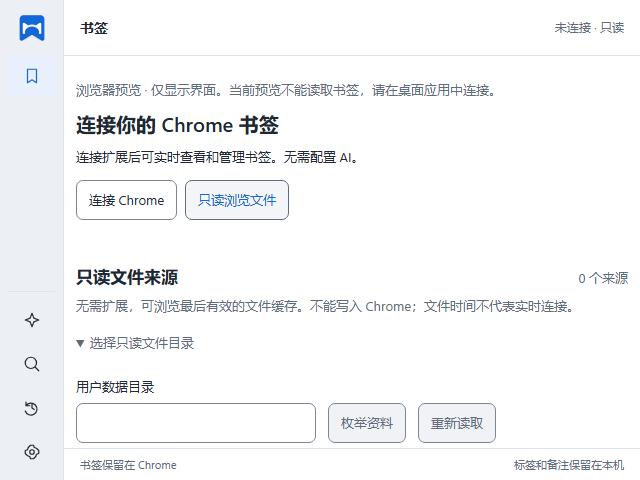 书签
未连接 · 只读
浏览器预览 · 仅显示界面。当前预览不能读取书签，请在桌面应用中连接。
连接你的 Chrome 书签
连接扩展后可实时查看和管理书签。无需配置 AI。
连接 Chrome
只读浏览文件
只读文件来源
0 个来源
无需扩展，可浏览最后有效的文件缓存。不能写入 Chrome；文件时间不代表实时连接。
▼ 选择只读文件目录
用户数据目录
枚举资料
重新读取
书签保留在 Chrome
标签和备注保留在本机